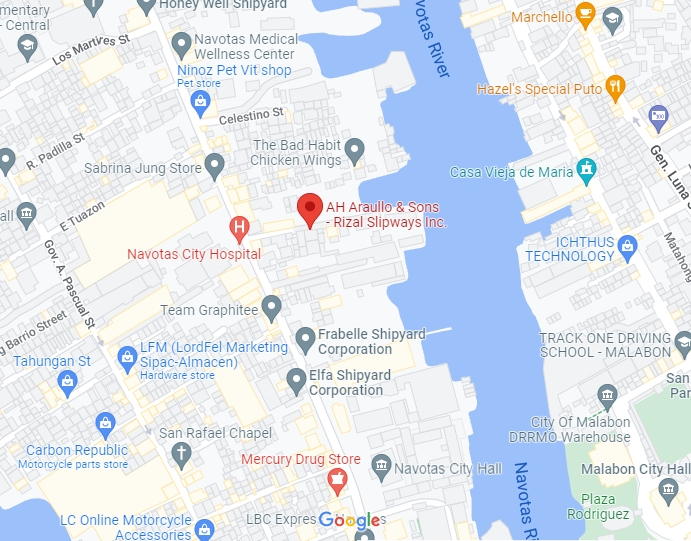 mentary
- Central
Honey Well Shipyard
Marchello
Los Martires St
Navotas Medical
Wellness Center
Navotas River
Ninoz Pet Vit shop
Pet store
Hazel's Special Puto
Celestino St
The Bad Habit
Chicken Wings
R. Padilla St
Sabrina Jung Store
Casa Vieja de Maria
Gen. Luna S
E Tuazon
AH Araullo & Sons
- Rizal Slipways Inc.
all
Navotas City Hospital
ICHTHUS
TECHNOLOGY
Matahong
Gov. A. Pascual St
Team Graphitee
g Barrio Street
Frabelle Shipyard
Corporation
LFM (LordFel Marketing
Sipac-Almacen)
Hardware store
TRACK ONE DRIVING
SCHOOL - MALABON
Tahungan St
Elfa Shipyard
Corporation
San
Par
City Of Malabon
DRRMO Warehouse
San Rafael Chapel
Carbon Republic
Motorcycle parts store
Mercury Drug Store
Navotas City Hall
Malabon City Hall
Navotas Ri
Plaza
Rodriguez
LC Online Motorcycle
Accessories
LBC Expres
Google